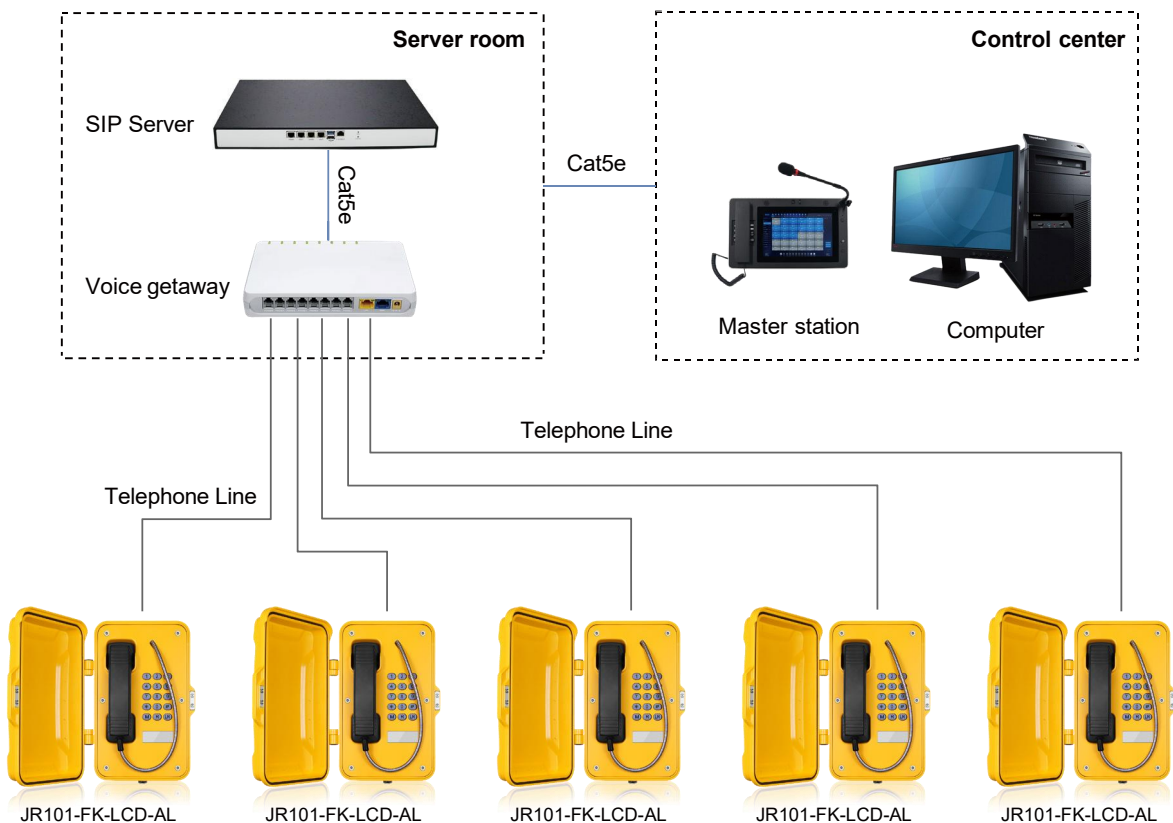 Server room
Control center
SIP Server
Cat5e
Cat5e
Voice getaway
Master station
Computer
Telephone Line
Telephone Line
JR101-FK-LCD-AL
JR101-FK-LCD-AL
JR101-FK-LCD-AL
JR101-FK-LCD-AL
JR101-FK-LCD-AL